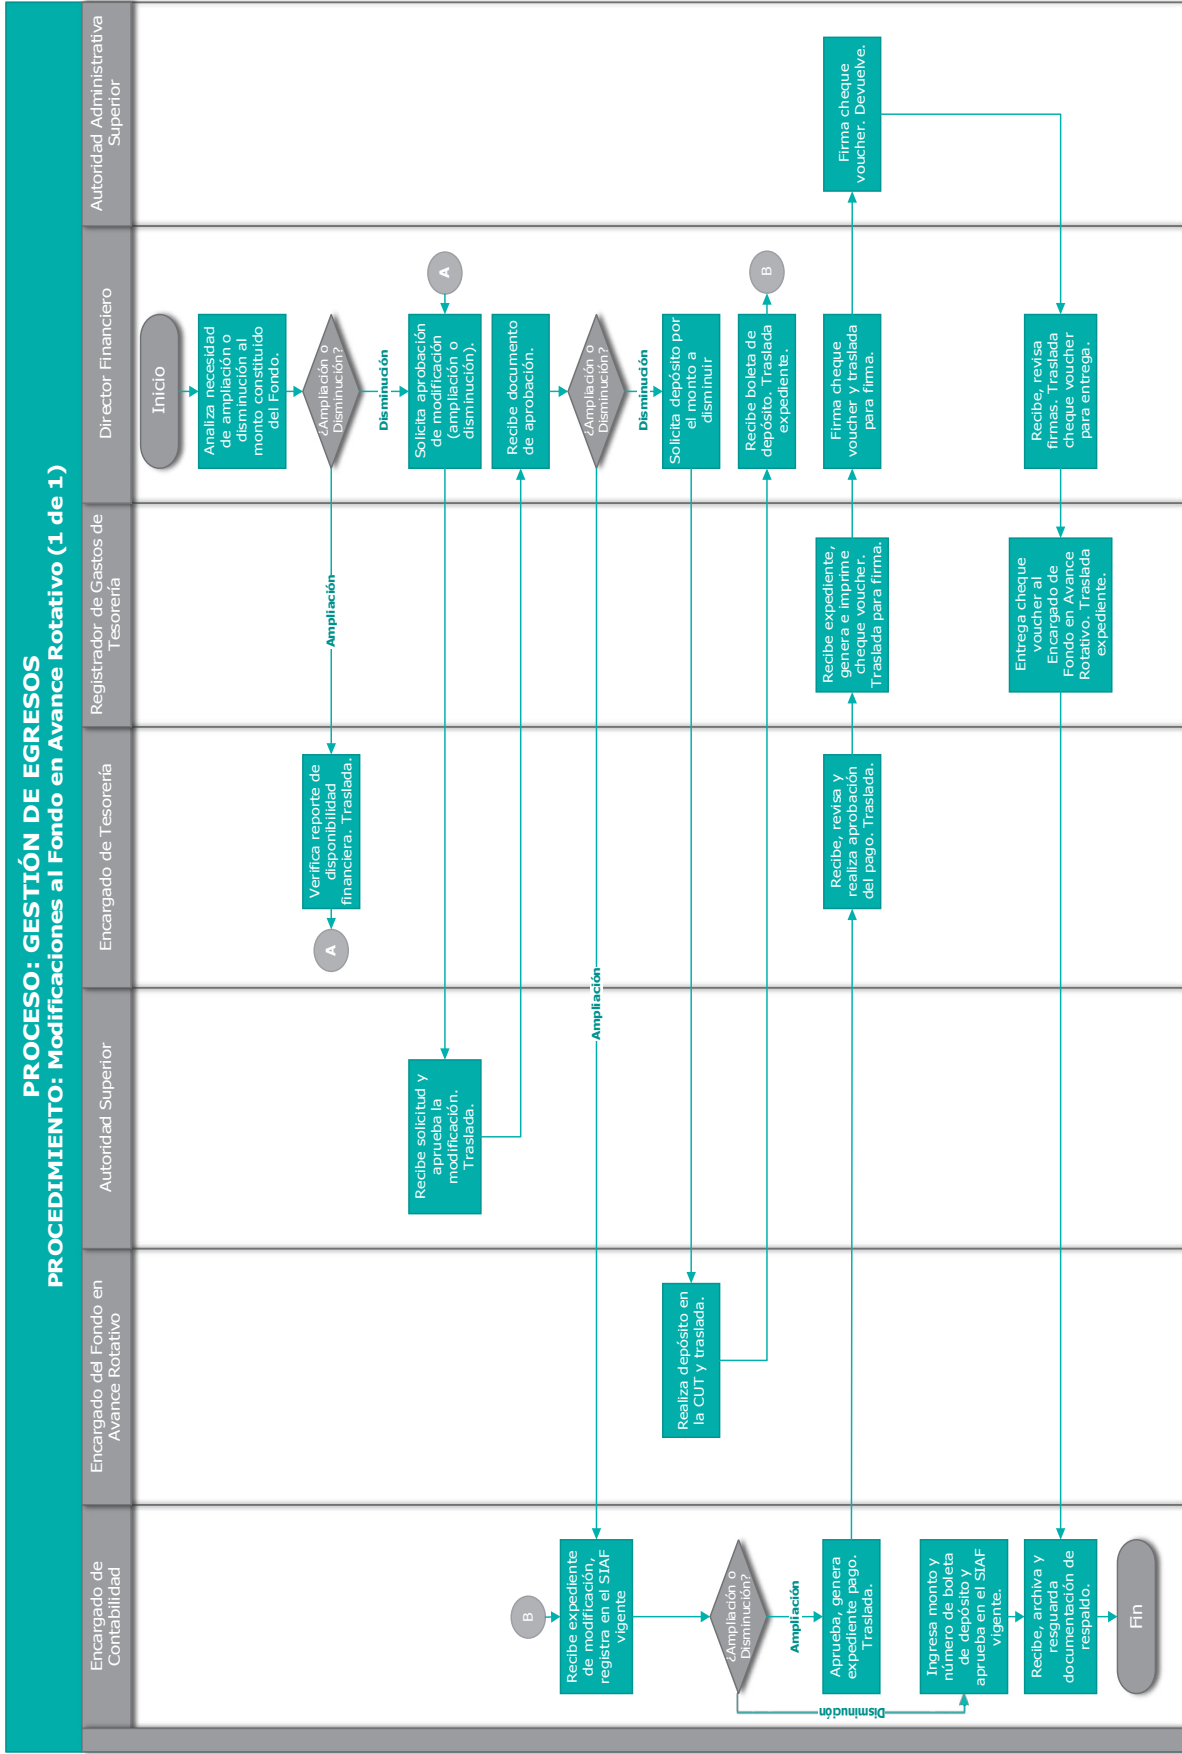 PROCESO: GESTIÓN DE EGRESOS
PROCEDIMIENTO: Modificaciones al Fondo en Avance Rotativo (1 de 1)
Encargado de
Contabilidad
Encargado del Fondo en
Avance Rotativo
Autoridad Superior
Encargado de Tesorería
Registrador de Gastos de
Tesorería
Director Financiero
Autoridad Administrativa
Superior
Inicio
Analiza necesidad
de ampliación o
disminución al
monto constituido
del Fondo.
¿Ampliación o
Disminución?
Ampliación
Disminución
Verifica reporte de
disponibilidad
financiera. Traslada.
A
A
Solicita aprobación
de modificación
(ampliación o
disminución).
Recibe solicitud y
aprueba la
modificación.
Traslada.
Recibe documento
de aprobación.
¿Ampliación o
Disminución?
Ampliación
Disminución
Solicita depósito por
el monto a
disminuir
Realiza depósito en
la CUT y traslada.
Recibe boleta de
depósito. Traslada
expediente.
B
B
Recibe expediente
de modificación,
registra en el SIAF
vigente
¿Ampliación o
Disminución?
Ampliación
Disminución
Aprueba, genera
expediente pago.
Traslada.
Recibe, revisa y
realiza aprobación
del pago. Traslada.
Recibe expediente,
genera e imprime
cheque voucher.
Traslada para firma.
Firma cheque
voucher y traslada
para firma.
Firma cheque
voucher. Devuelve.
Ingresa monto y
número de boleta
de depósito y
aprueba en el SIAF
vigente.
Recibe, revisa
firmas. Traslada
cheque voucher
para entrega.
Entrega cheque
voucher al
Encargado de
Fondo en Avance
Rotativo. Traslada
expediente.
Recibe, archiva y
resguarda
documentación de
respaldo.
Fin